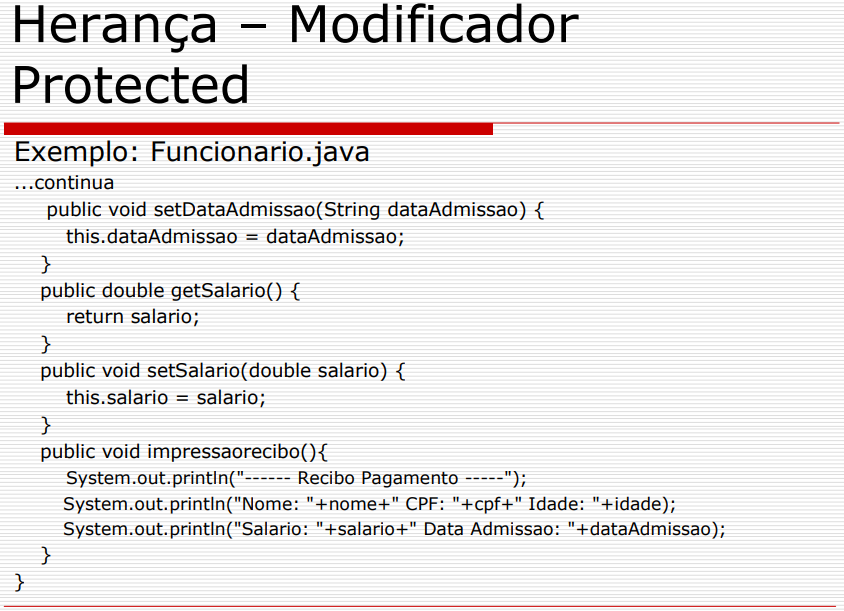 Herança – Modificador
Protected
Exemplo: Funcionario.java
...continua
public void setDataAdmissao(String dataAdmissao) {
this.dataAdmissao = dataAdmissao;
}
public double getSalario() {
return salario;
}
public void setSalario(double salario) {
this.salario = salario;
}
public void impressaorecibo(){
System.out.println("------ Recibo Pagamento -----");
System.out.println("Nome: "+nome+" CPF: "+cpf+" Idade: "+idade);
System.out.println("Salario: "+salario+" Data Admissao: "+dataAdmissao);
}
}